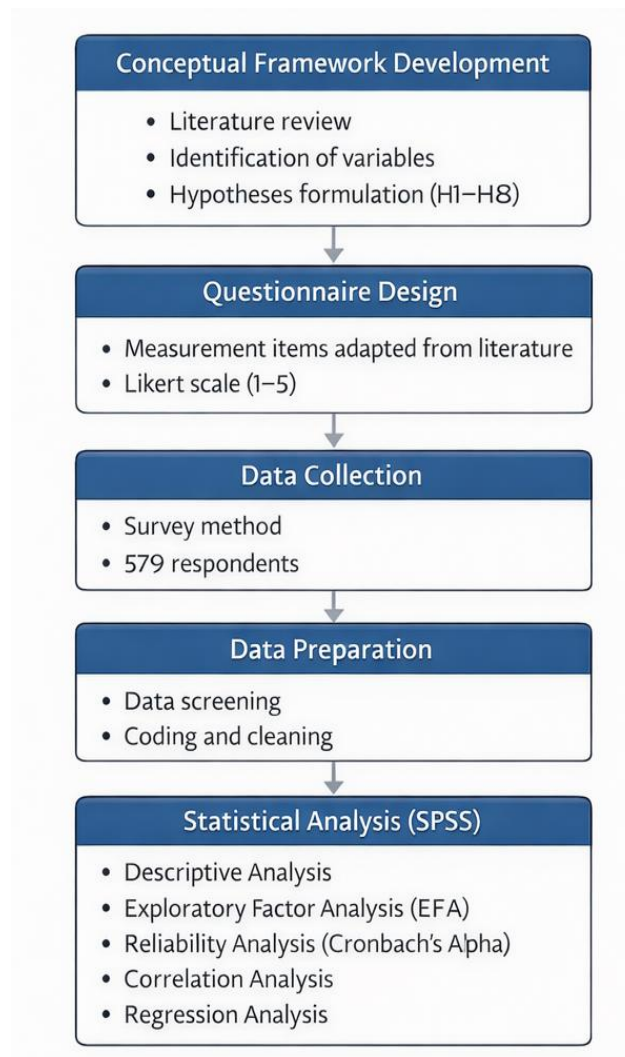 Conceptual Framework Development
• Literature review
• Identification of variables
• Hypotheses formulation (H1–H8)
Questionnaire Design
• Measurement items adapted from literature
• Likert scale (1–5)
Data Collection
• Survey method
• 579 respondents
Data Preparation
• Data screening
• Coding and cleaning
Statistical Analysis (SPSS)
• Descriptive Analysis
• Exploratory Factor Analysis (EFA)
• Reliability Analysis (Cronbach's Alpha)
• Correlation Analysis
• Regression Analysis